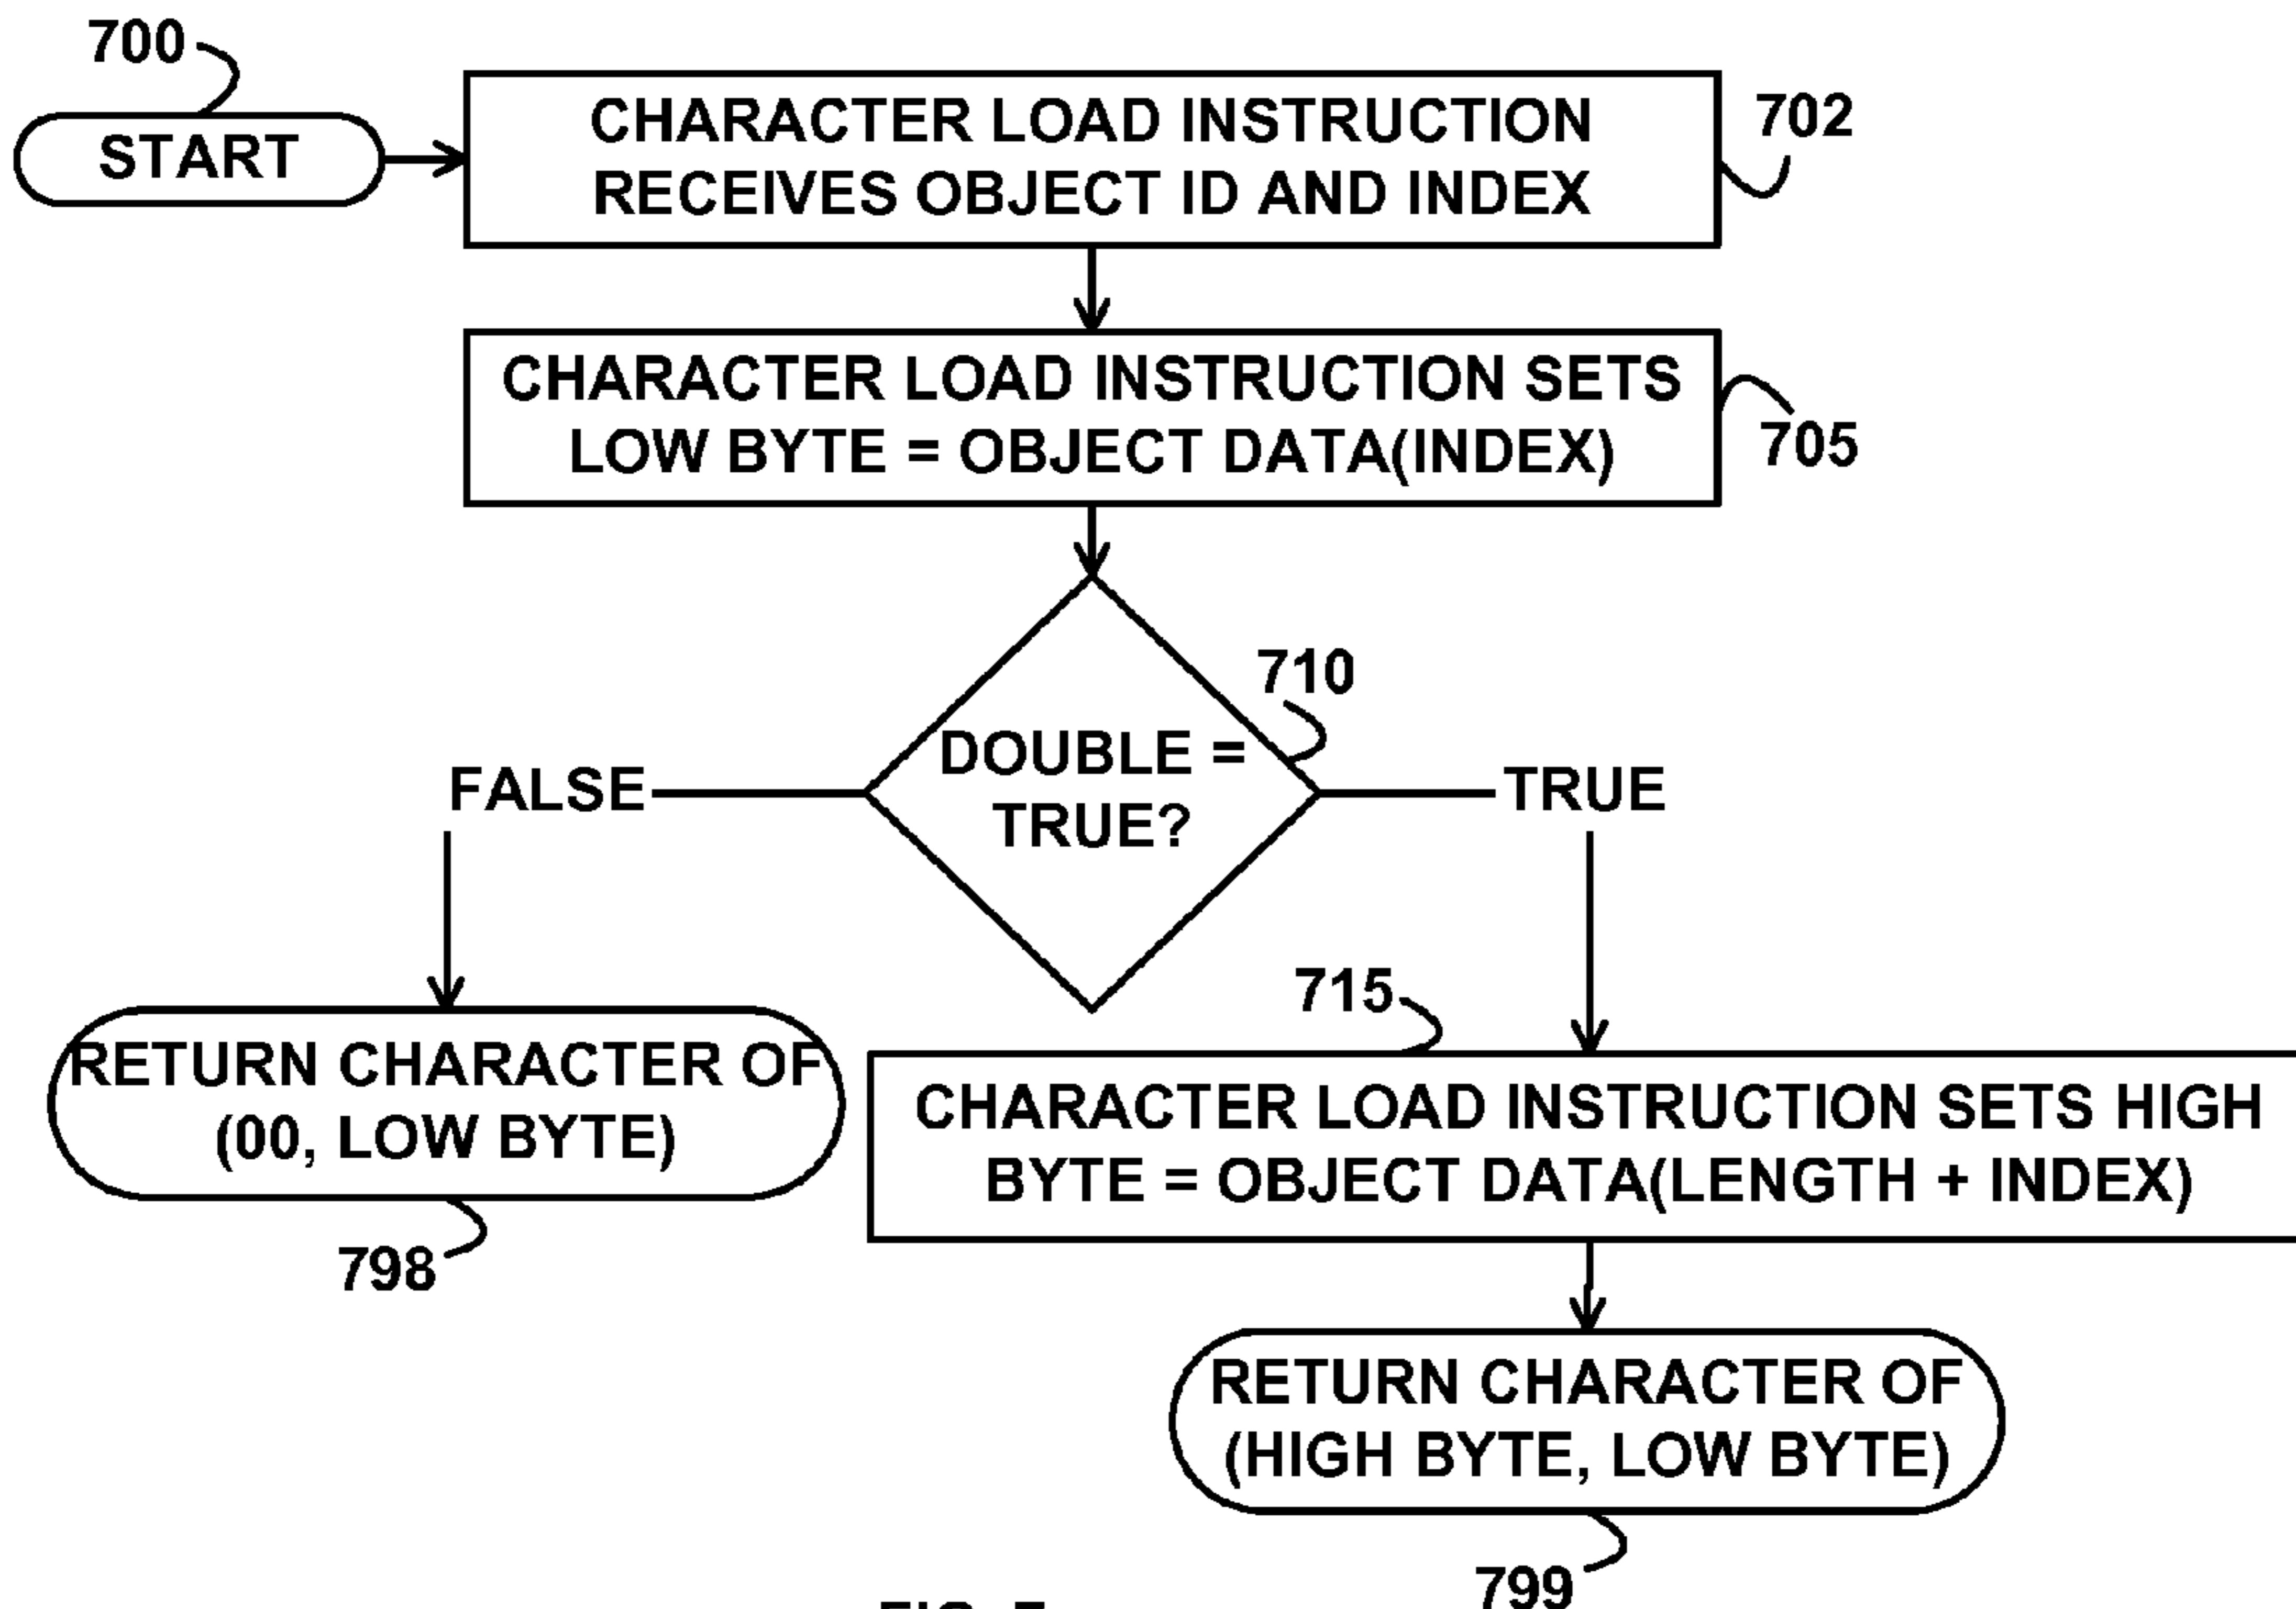 700
START
CHARACTER LOAD INSTRUCTION
RECEIVES OBJECT ID AND INDEX
702
CHARACTER LOAD INSTRUCTION SETS
LOW BYTE = OBJECT DATA(INDEX)
705
710
DOUBLE =
TRUE?
FALSE
TRUE
RETURN CHARACTER OF
(00, LOW BYTE)
798
715
CHARACTER LOAD INSTRUCTION SETS HIGH
BYTE = OBJECT DATA(LENGTH + INDEX)
RETURN CHARACTER OF
(HIGH BYTE, LOW BYTE)
799